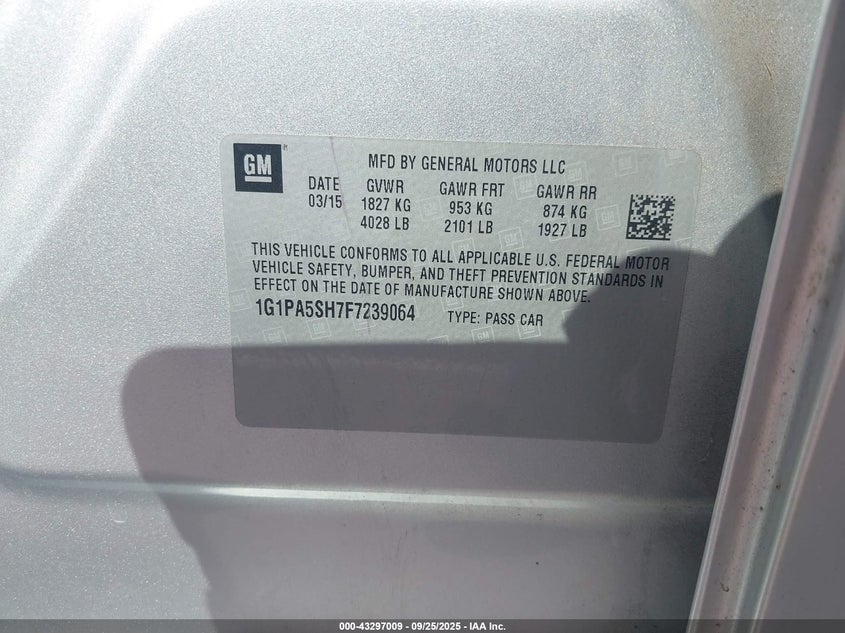 GM
MFD BY GENERAL MOTORS LLC
DATE GVWR GAWR FRT GAWR RR
03/15 1827 KG 953 KG 874 KG
4028 LB 2101 LB 1927 LB
THIS VEHICLE CONFORMS TO ALL APPLICABLE U.S. FEDERAL MOTOR
VEHICLE SAFETY, BUMPER, AND THEFT PREVENTION STANDARDS IN
EFFECT ON THE DATE OF MANUFACTURE SHOWN ABOVE.
1G1PA5SH7F7239064 TYPE: PASS CAR
000-43297009 - 09/25/2025 - IAA Inc.